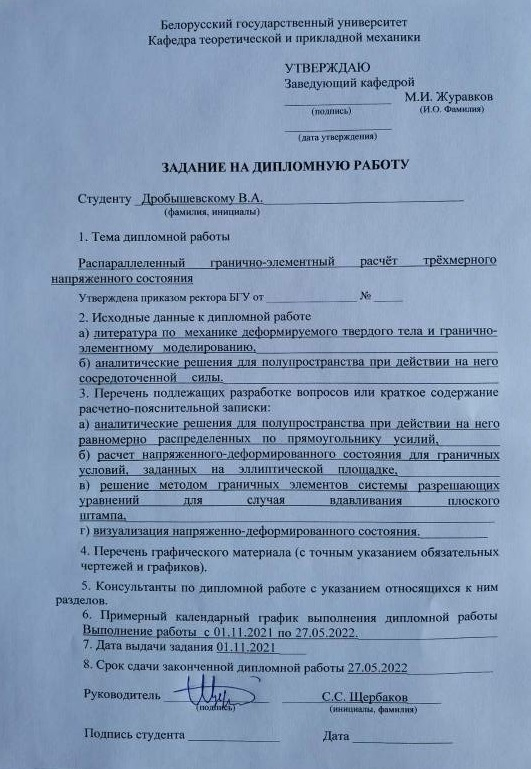 Белорусский государственный университет
Кафедра теоретической и прикладной механики
УТВЕРЖДАЮ
Заведующий кафедрой
М.И. Журавков
(подпись) (И.О. Фамилия)
(дата утверждения)
ЗАДАНИЕ НА ДИПЛОМНУЮ РАБОТУ
Студенту Дробышевскому В.А.
(фамилия, инициалы)
1. Тема дипломной работы
Распараллеленный гранично-элементный расчёт трёхмерного
напряженного состояния
Утверждена приказом ректора БГУ от № 
2. Исходные данные к дипломной работе
а) литература по механике деформируемого твердого тела и гранично-
элементному моделированию,
б) аналитические решения для полупространства при действии на него
сосредоточенной силы.
3. Перечень подлежащих разработке вопросов или краткое содержание
расчетно-пояснительной записки:
а) аналитические решения для полупространства при действии на него
равномерно распределенных по прямоугольнику усилий,
б) расчет напряженного-деформированного состояния для граничных
условий, заданных на эллиптической площадке,
в) решение методом граничных элементов системы разрешающих
уравнений для случая вдавливания плоского
штампа,
г) визуализация напряженно-деформированного состояния.
4. Перечень графического материала (с точным указанием обязательных
чертежей и графиков).
5. Консультанты по дипломной работе с указанием относящихся к ним
разделов.
6. Примерный календарный график выполнения дипломной работы
Выполнение работы с 01.11.2021 по 27.05.2022.
7. Дата выдачи задания 01.11.2021
8. Срок сдачи законченной дипломной работы 27.05.2022
Руководитель С.С. Щербаков
(подпись) (инициалы, фамилия)
Подпись студента Дата